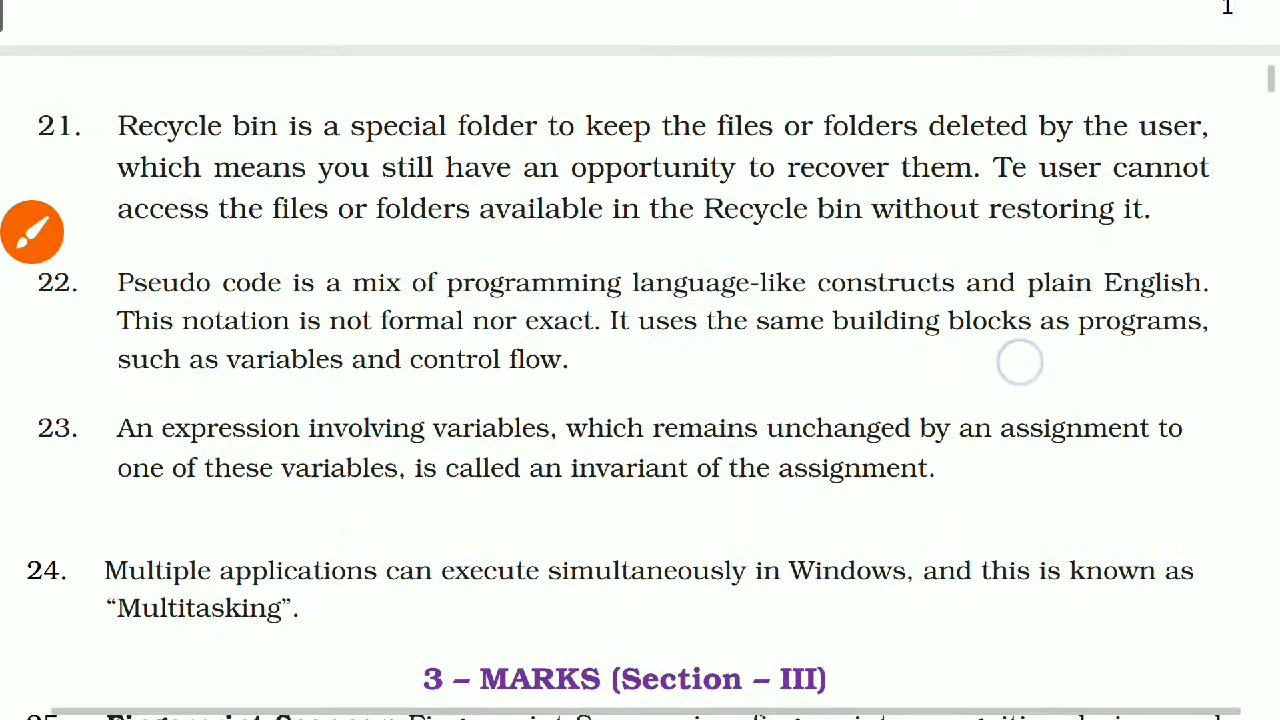 1
21. Recycle bin is a special folder to keep the files or folders deleted by the user,
which means you still have an opportunity to recover them. Te user cannot
access the files or folders available in the Recycle bin without restoring it.
22. Pseudo code is a mix of programming language-like constructs and plain English.
This notation is not formal nor exact. It uses the same building blocks as programs,
such as variables and control flow.
23. An expression involving variables, which remains unchanged by an assignment to
one of these variables, is called an invariant of the assignment.
24. Multiple applications can execute simultaneously in Windows, and this is known as
“Multitasking”.
3 – MARKS (Section – III)